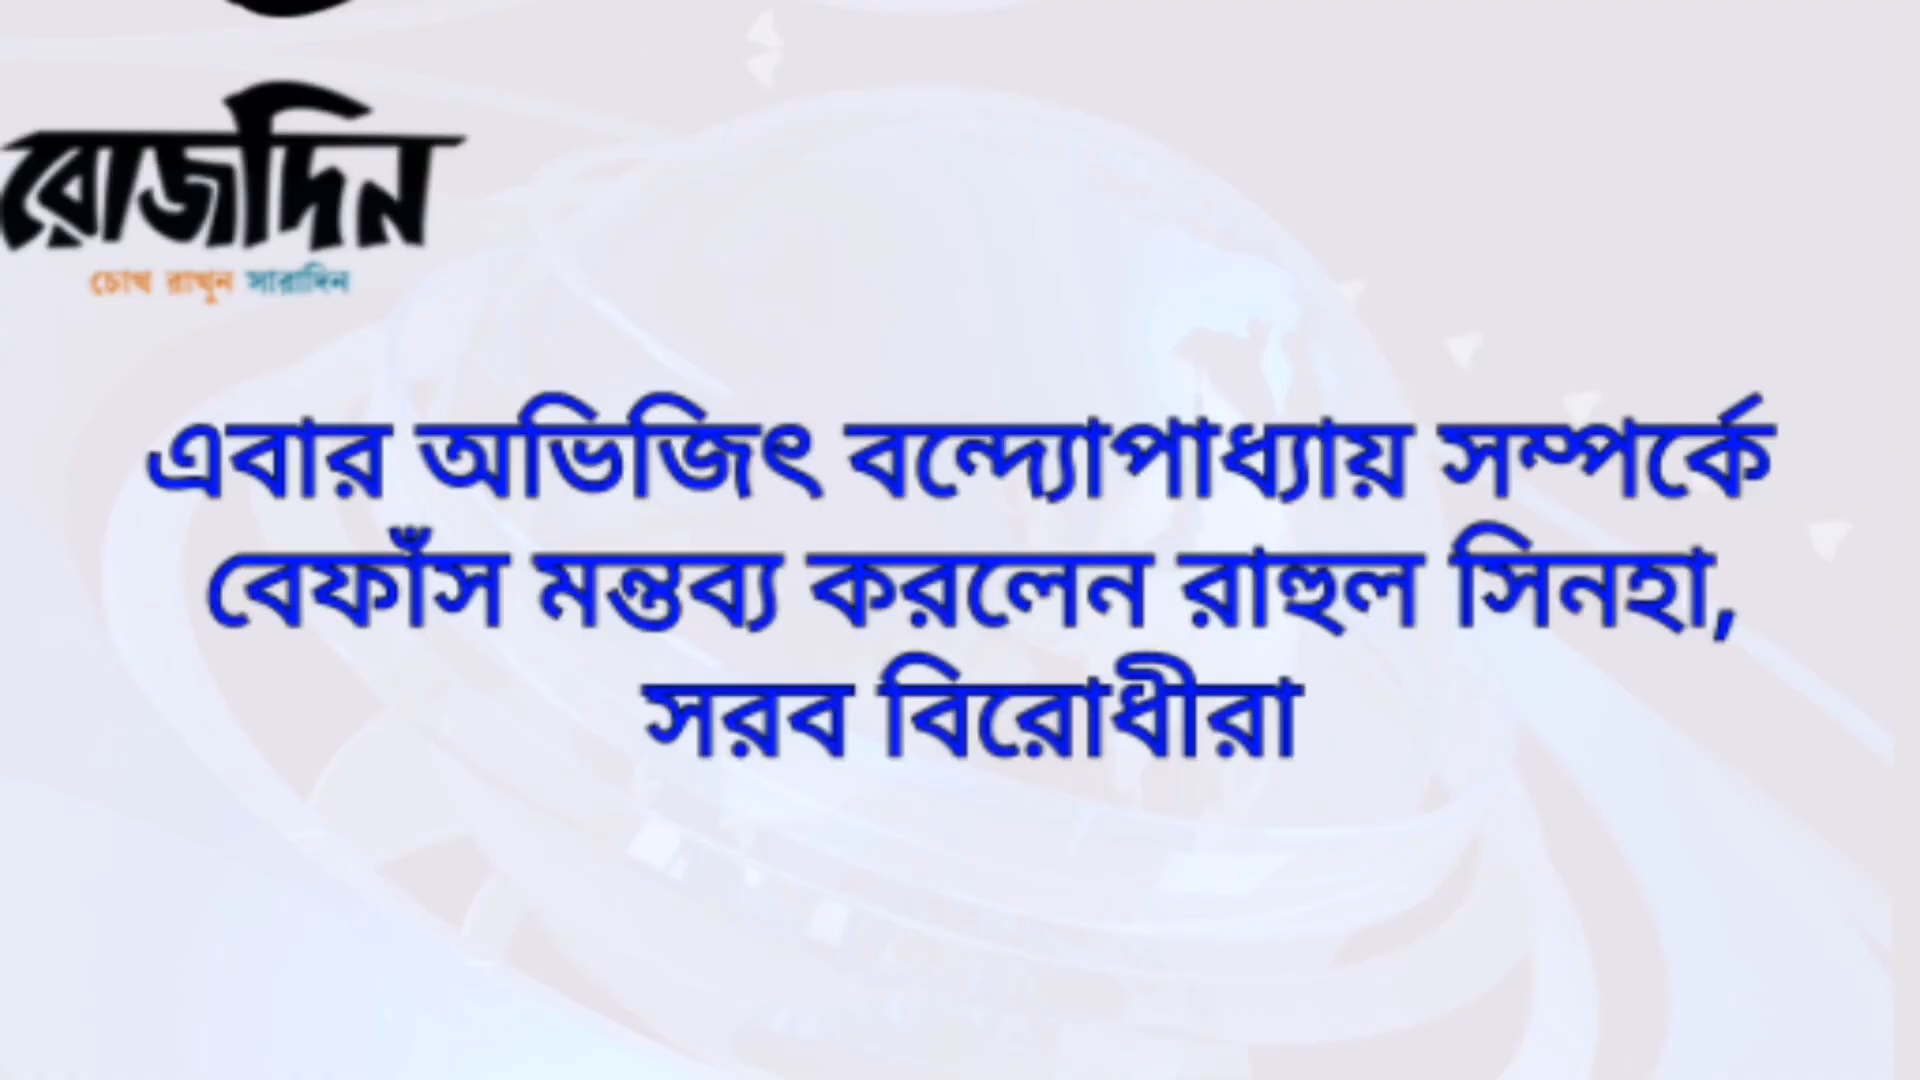 রোজদিন
চোখ রাখুন সারাদিন
এবার অভিজিৎ বন্দ্যোপাধ্যায় সম্পর্কে
বেফাঁস মন্তব্য করলেন রাহুল সিনহা,
সরব বিরোধীরা